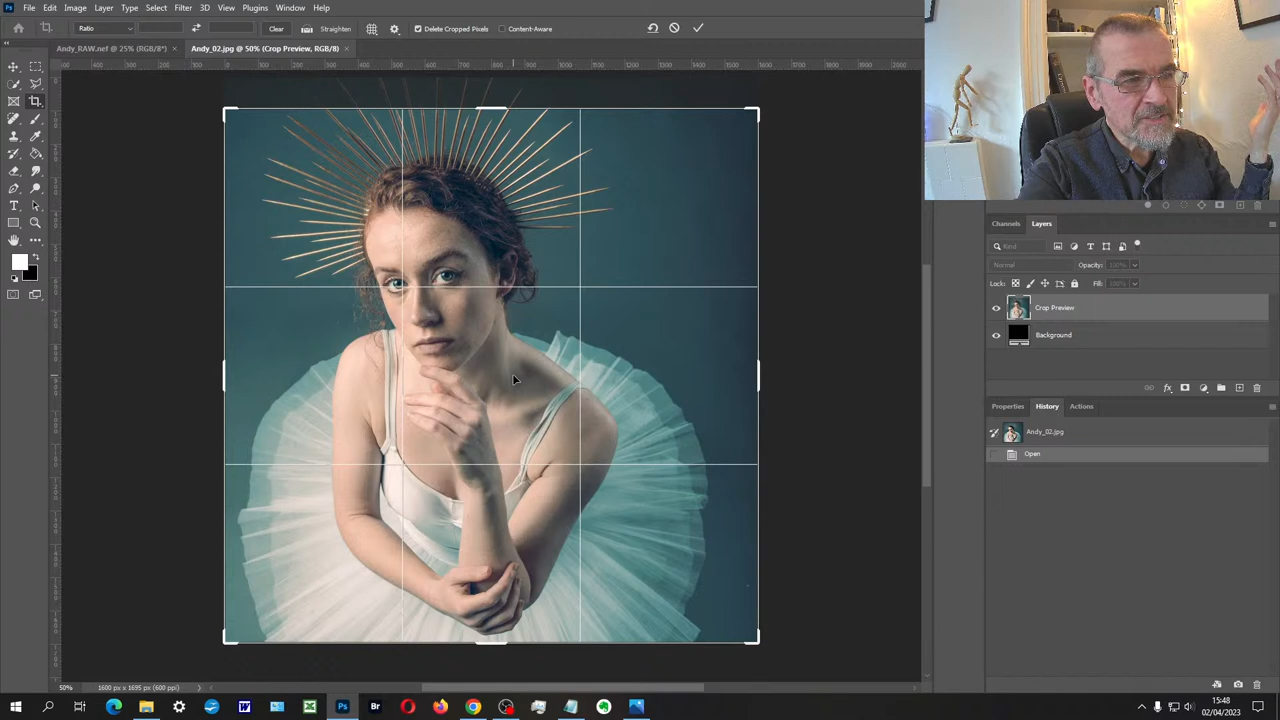 File Edit Image Layer Type Select Filter 3D View Plugins Window Help
Ratio Clear Straighten Delete Cropped Pixels Content-Aware
Andy_RAW.nef @ 25% (RGB/8*) × Andy_02.jpg @ 50% (Crop Preview, RGB/8) ×
Channels Layers
Kind
Normal Opacity: 100%
Lock: Fill: 100%
Crop Preview
Background
Properties History Actions
Andy_02.jpg
Open
50% 1600 px x 1695 px (600 ppi)
15:48
02/04/2023